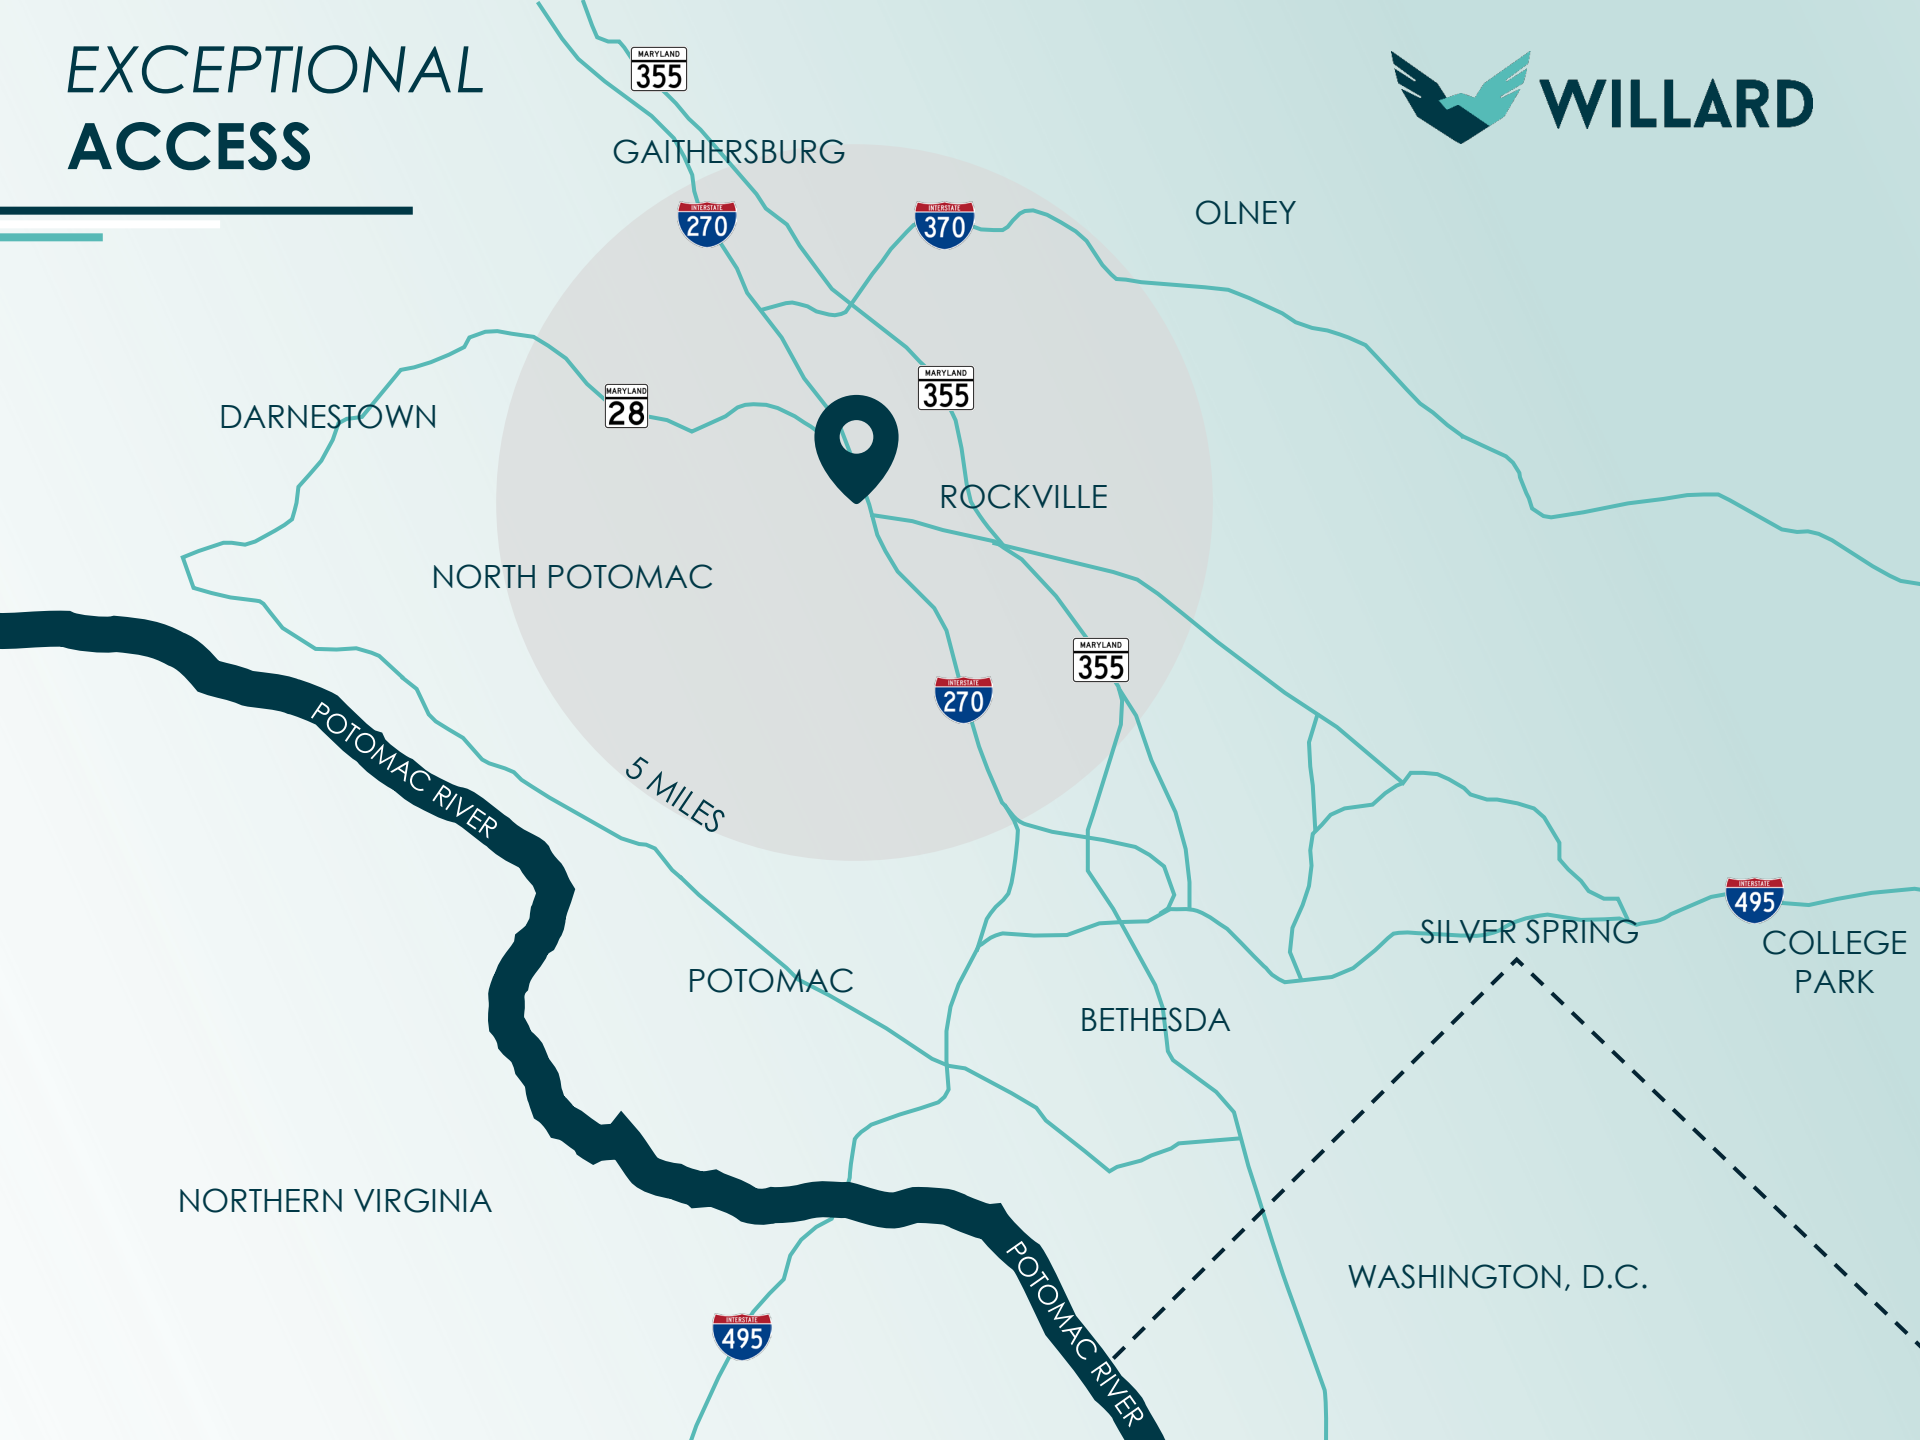 EXCEPTIONAL
ACCESS
WILLARD
MARYLAND
355
GAITHERSBURG
INTERSTATE
270
INTERSTATE
370
OLNEY
MARYLAND
28
MARYLAND
355
DARNESTOWN
ROCKVILLE
NORTH POTOMAC
MARYLAND
355
INTERSTATE
270
POTOMAC RIVER
5 MILES
INTERSTATE
495
SILVER SPRING
COLLEGE
PARK
POTOMAC
BETHESDA
NORTHERN VIRGINIA
WASHINGTON, D.C.
INTERSTATE
495
POTOMAC RIVER